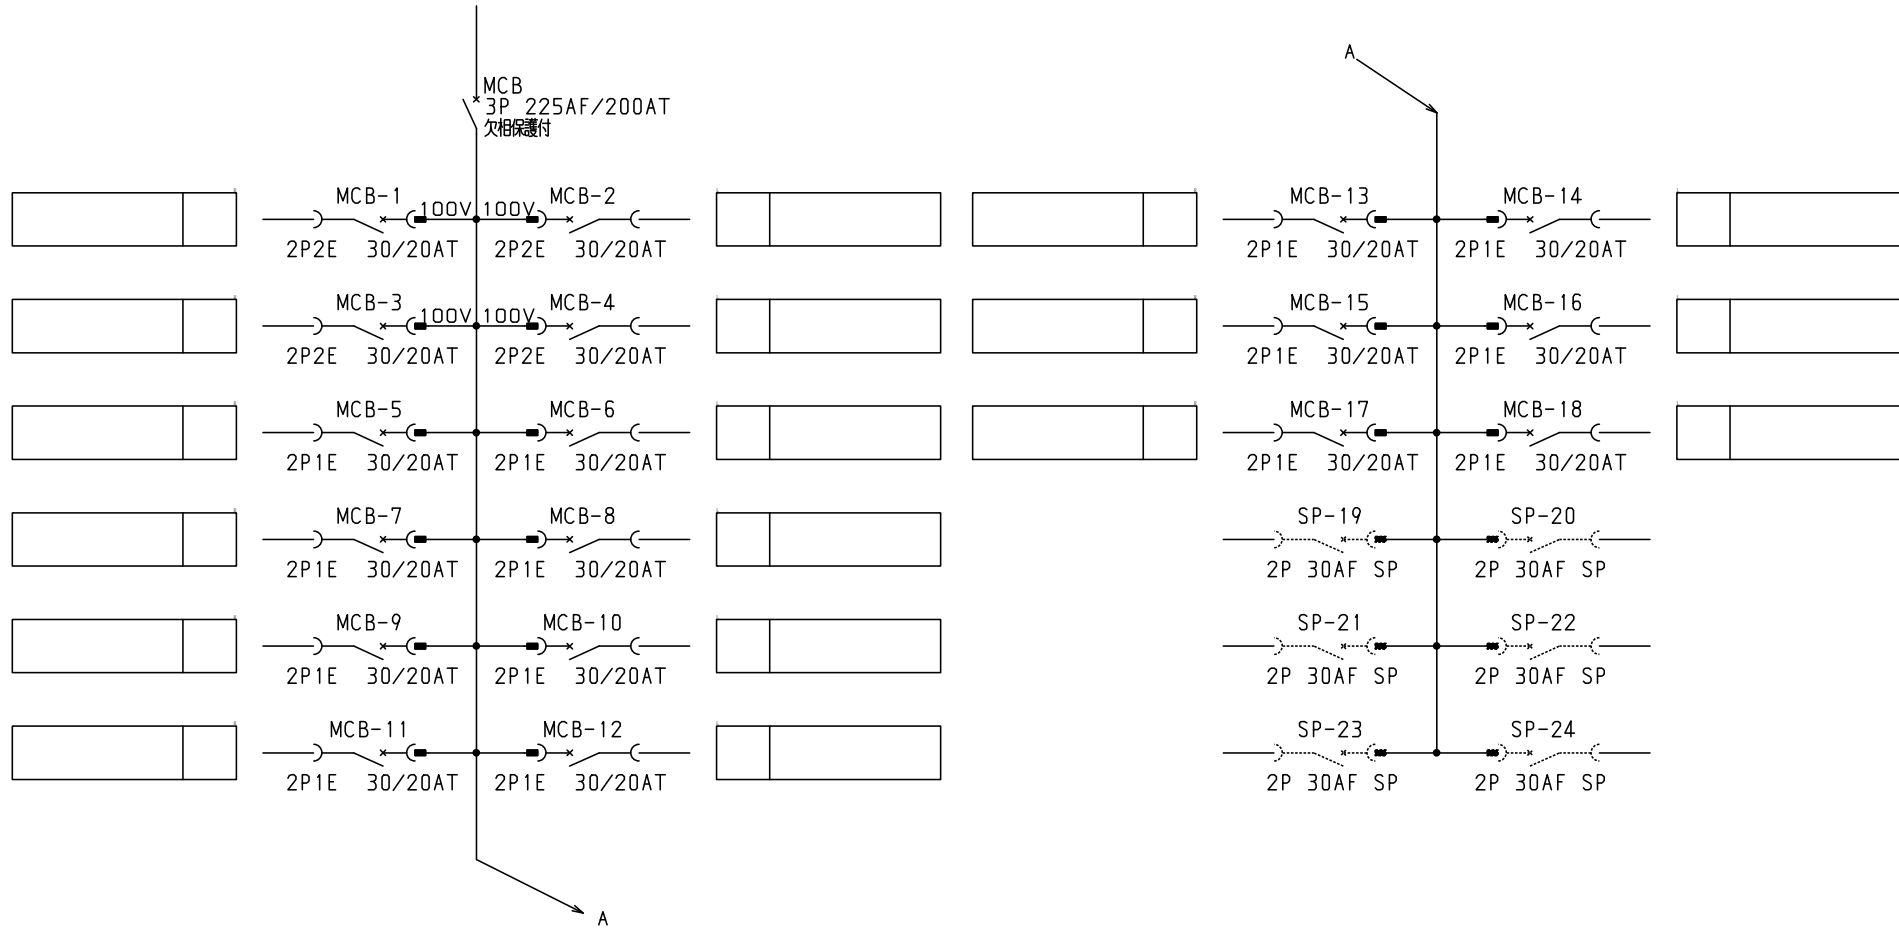 MCB
3P 225AF/200AT
欠相保護付
MCB-1 100V 100V MCB-2
2P2E 30/20AT 2P2E 30/20AT
MCB-3 100V 100V MCB-4
2P2E 30/20AT 2P2E 30/20AT
MCB-5 MCB-6
2P1E 30/20AT 2P1E 30/20AT
MCB-7 MCB-8
2P1E 30/20AT 2P1E 30/20AT
MCB-9 MCB-10
2P1E 30/20AT 2P1E 30/20AT
MCB-11 MCB-12
2P1E 30/20AT 2P1E 30/20AT
A
A
MCB-13 MCB-14
2P1E 30/20AT 2P1E 30/20AT
MCB-15 MCB-16
2P1E 30/20AT 2P1E 30/20AT
MCB-17 MCB-18
2P1E 30/20AT 2P1E 30/20AT
SP-19 SP-20
2P 30AF SP 2P 30AF SP
SP-21 SP-22
2P 30AF SP 2P 30AF SP
SP-23 SP-24
2P 30AF SP 2P 30AF SP